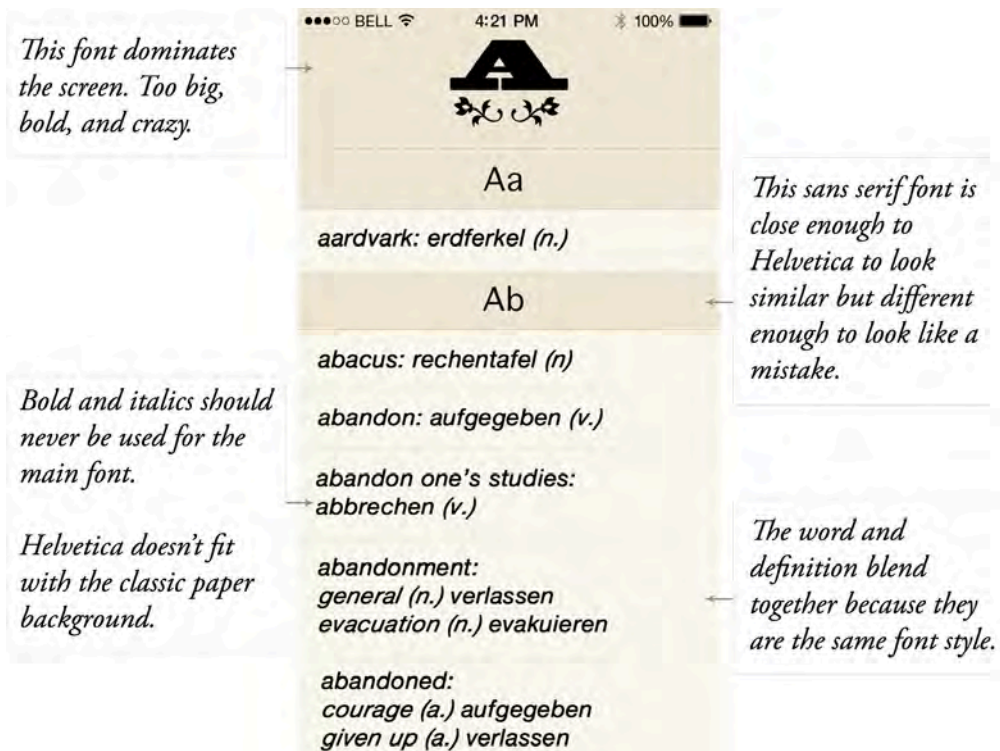 ●●●○○ BELL 4:21 PM 100%
This font dominates
the screen. Too big,
bold, and crazy.
A
Aa
aardvark: erdferkel (n.)
This sans serif font is
close enough to
Helvetica to look
similar but different
enough to look like a
mistake.
Ab
abacus: rechentafel (n)
abandon: aufgegeben (v.)
abandon one's studies:
abbrechen (v.)
Bold and italics should
never be used for the
main font.
Helvetica doesn't fit
with the classic paper
background.
abandonment:
general (n.) verlassen
evacuation (n.) evakuieren
The word and
definition blend
together because they
are the same font style.
abandoned:
courage (a.) aufgegeben
given up (a.) verlassen